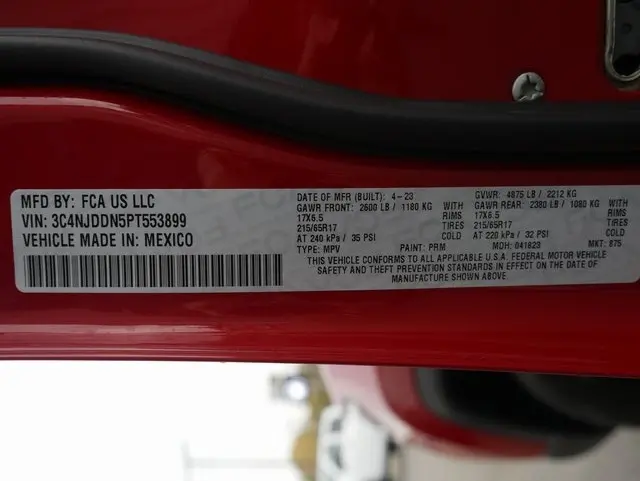 MFD BY: FCA US LLC
VIN: 3C4NJDDN5PT553899
VEHICLE MADE IN: MEXICO
DATE OF MFR (BUILT): 4-23 GVWR: 4875 LB / 2212 KG
GAWR FRONT: 2600 LB / 1180 KG WITH GAWR REAR: 2380 LB / 1080 KG WITH
17X6.5 RIMS 17X6.5 RIMS
215/65R17 TIRES 215/65R17 TIRES
AT 240 kPa / 35 PSI COLD AT 220 kPa / 32 PSI COLD
TYPE: MPV PAINT: PRM MDH: 041823 MKT: 875
THIS VEHICLE CONFORMS TO ALL APPLICABLE U.S.A. FEDERAL MOTOR VEHICLE
SAFETY AND THEFT PREVENTION STANDARDS IN EFFECT ON THE DATE OF
MANUFACTURE SHOWN ABOVE.